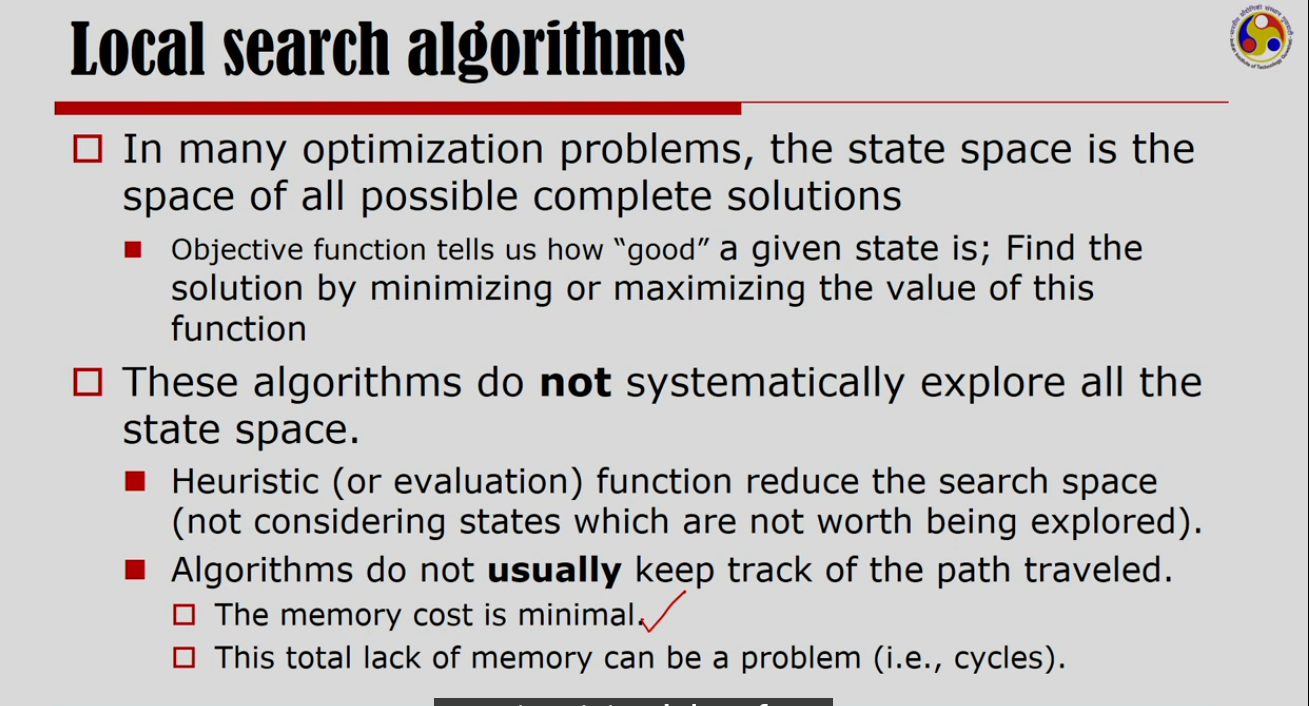 Local search algorithms
In many optimization problems, the state space is the
space of all possible complete solutions
Objective function tells us how “good” a given state is; Find the
solution by minimizing or maximizing the value of this
function
These algorithms do not systematically explore all the
state space.
Heuristic (or evaluation) function reduce the search space
(not considering states which are not worth being explored).
Algorithms do not usually keep track of the path traveled.
The memory cost is minimal.
This total lack of memory can be a problem (i.e., cycles).